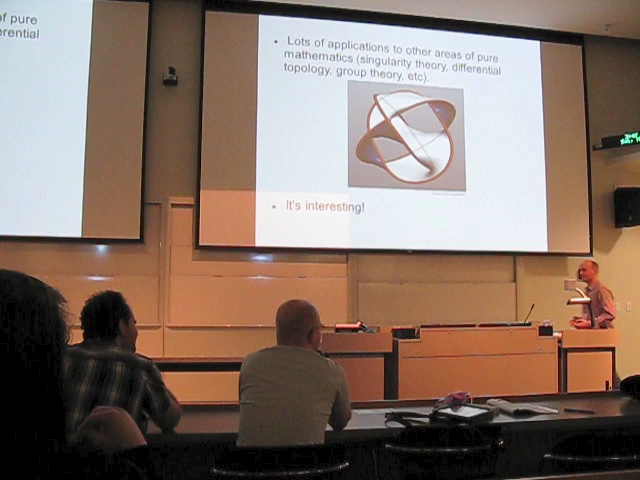 of pure
erential
• Lots of applications to other areas of pure
mathematics (singularity theory, differential
topology, group theory, etc).
• It's interesting!